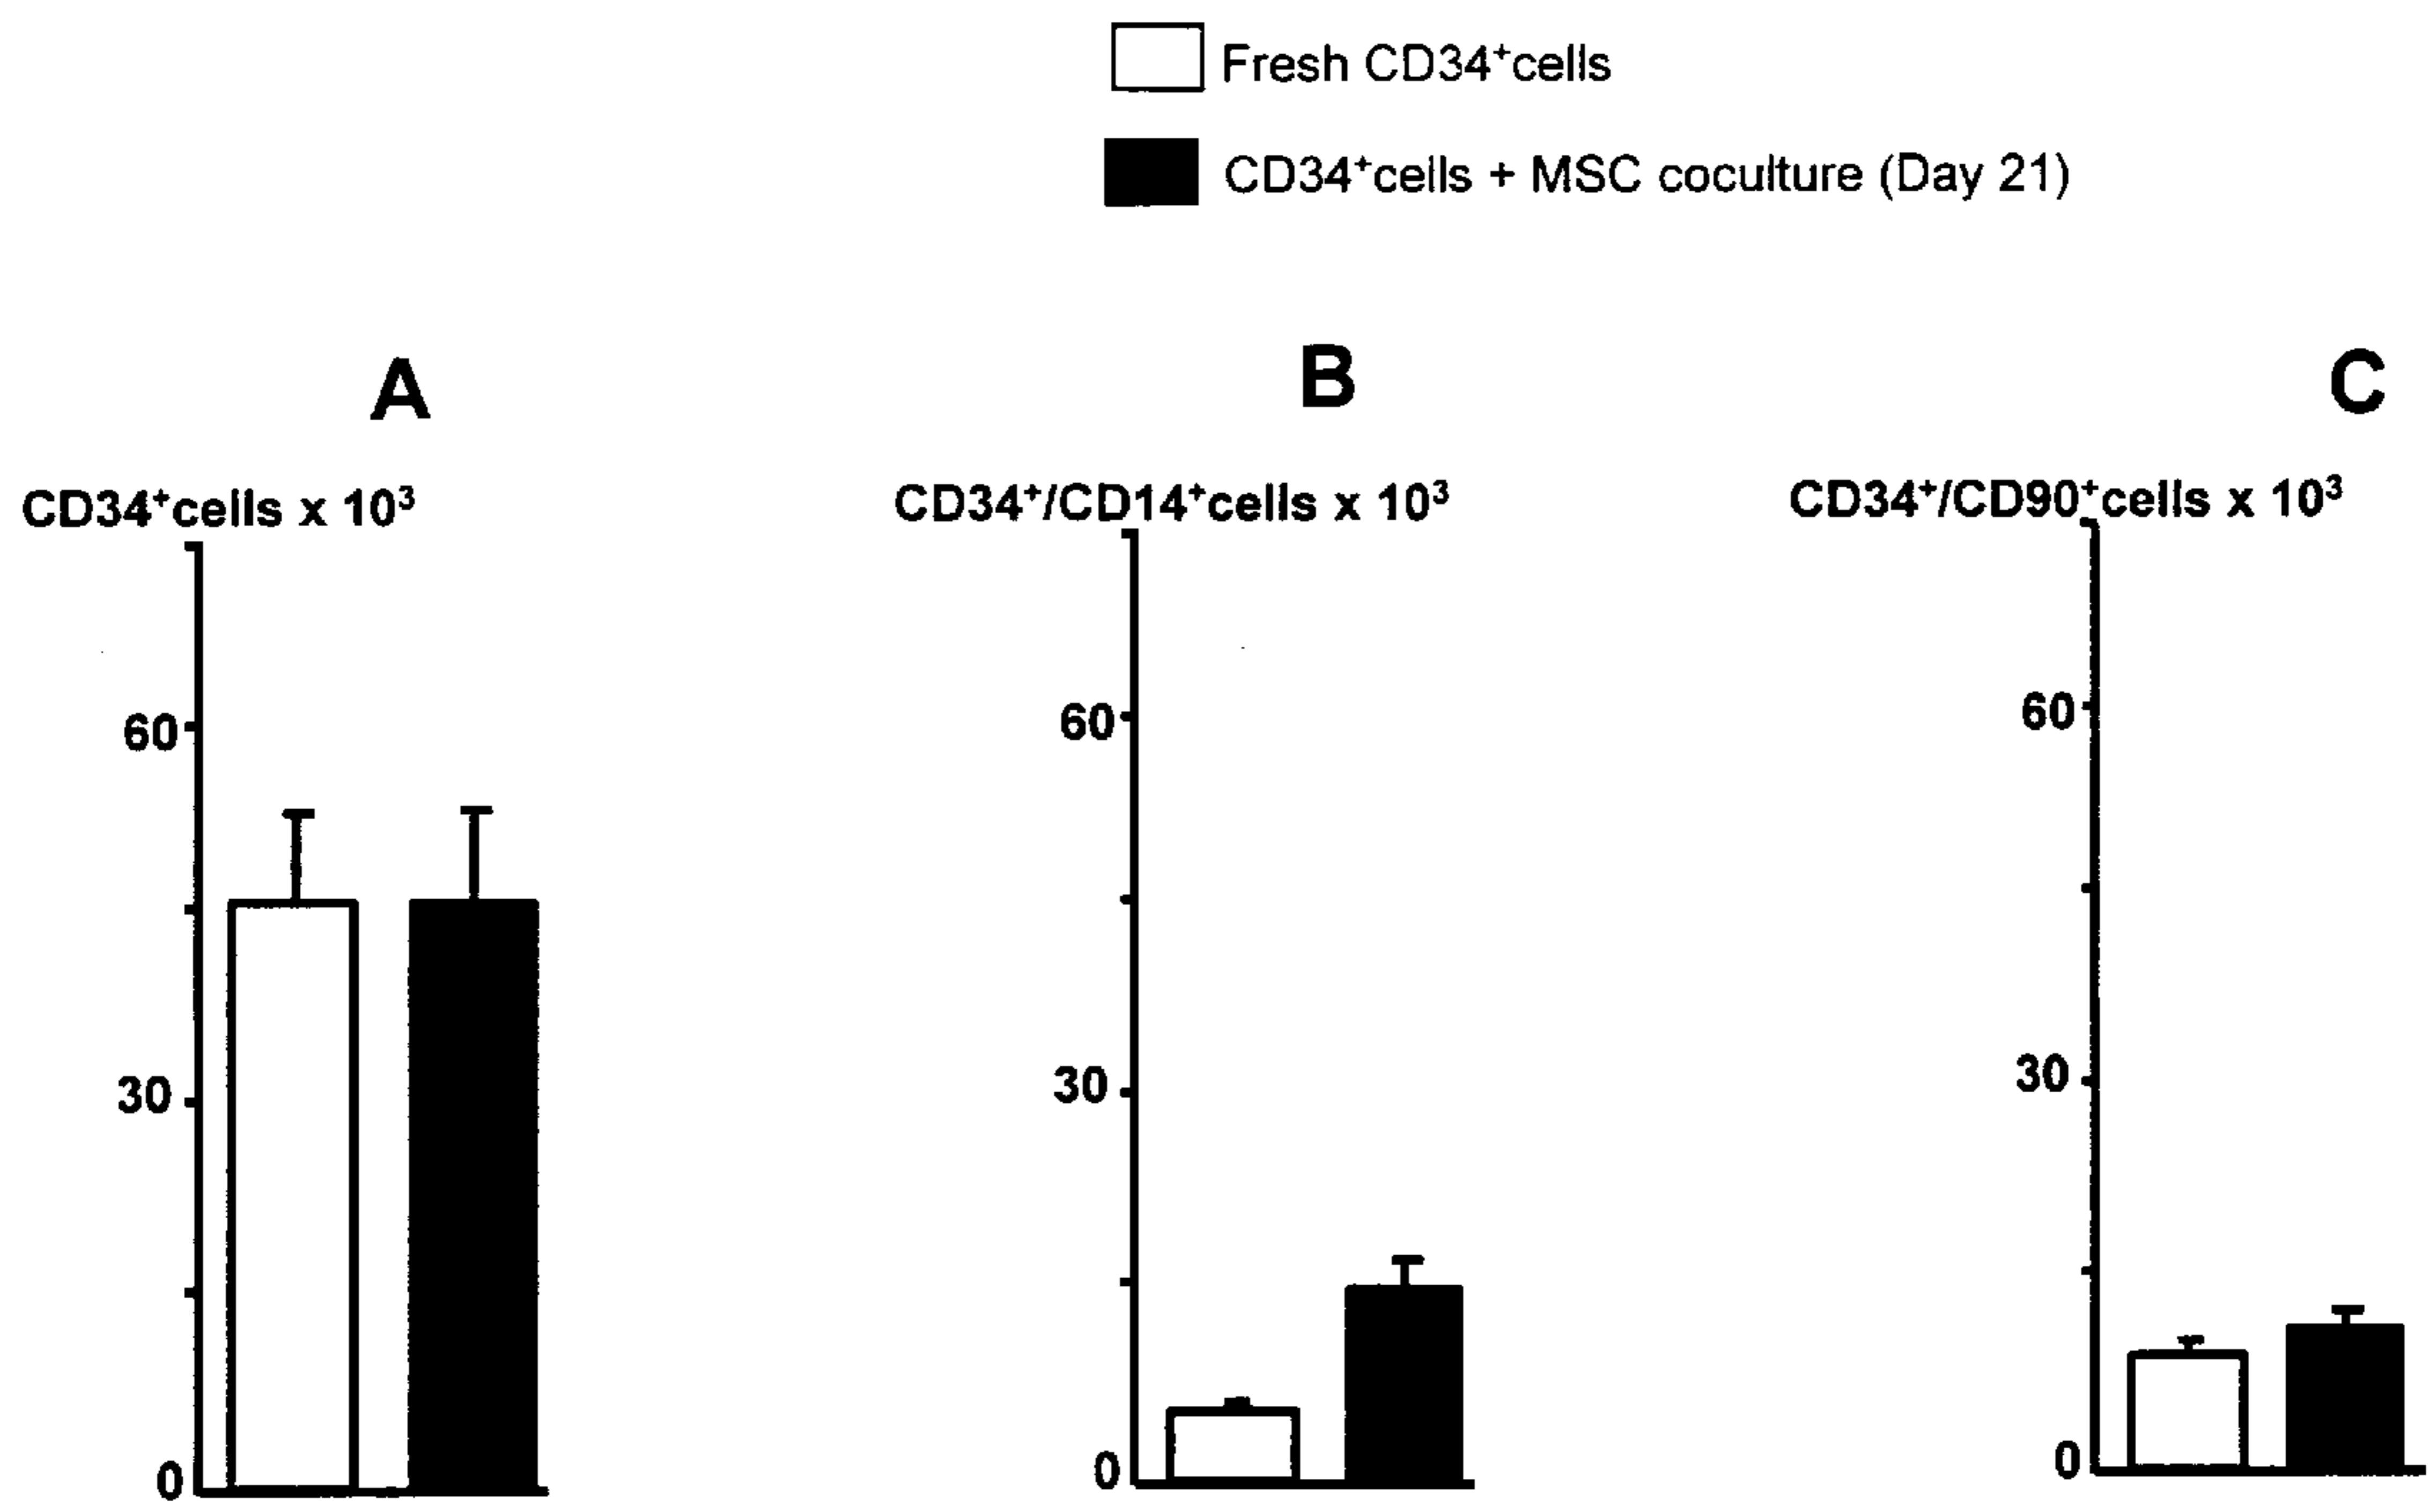 Fresh CD34⁺cells
CD34⁺cells + MSC coculture (Day 21)
A
B
C
CD34⁺cells x 10³
CD34⁺/CD14⁺cells x 10³
CD34⁺/CD90⁺cells x 10³
60
60
60
30
30
30
0
0
0